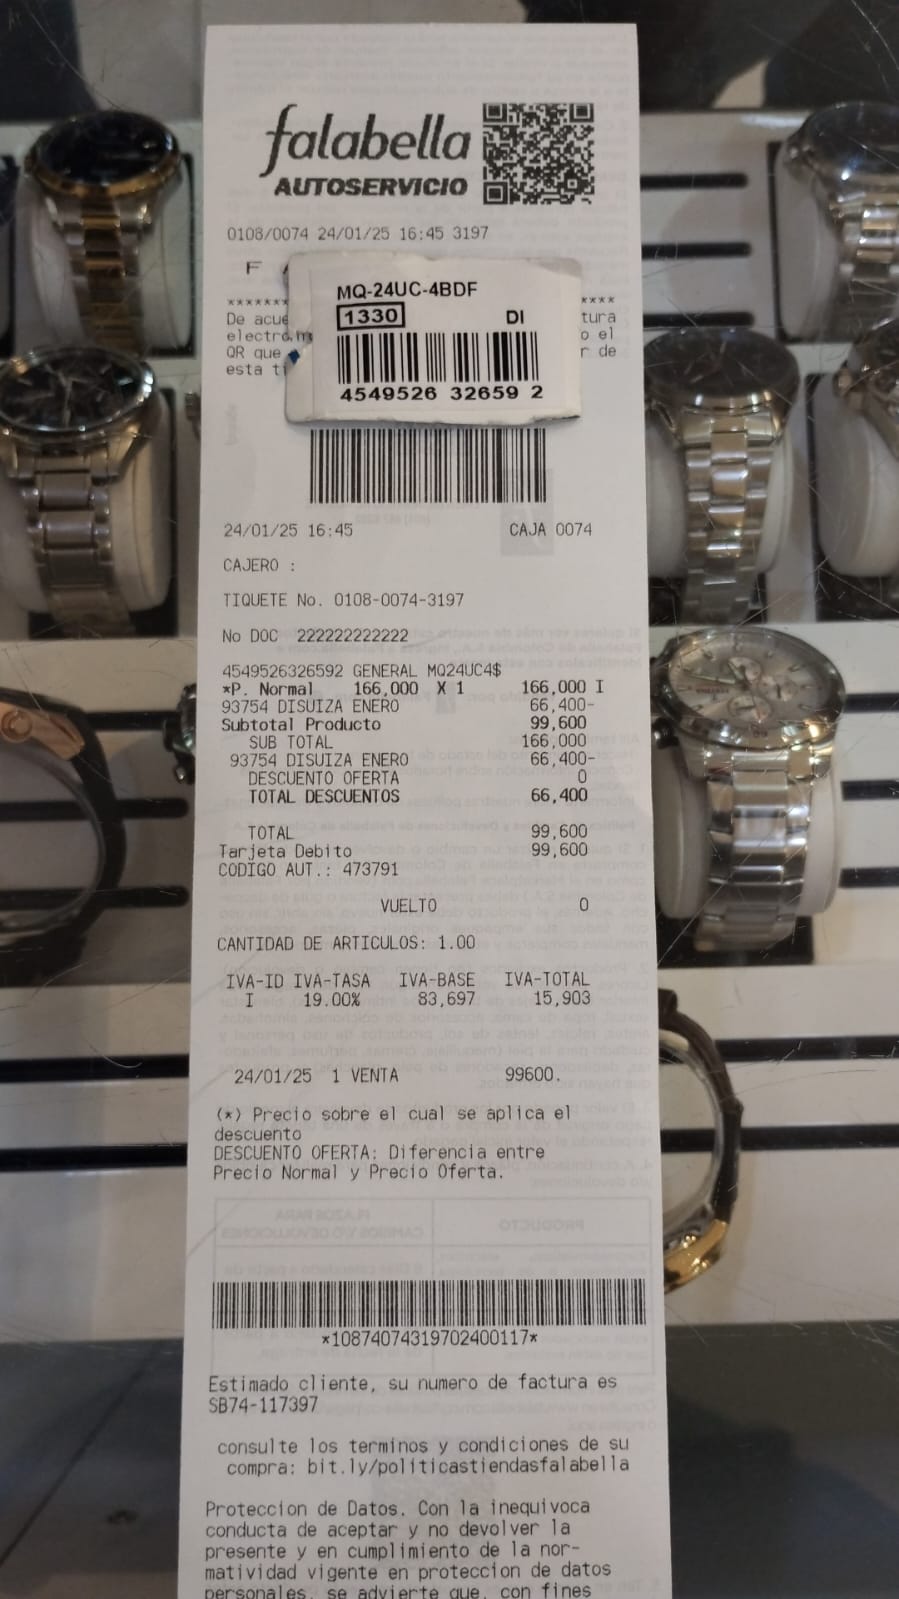 falabella
AUTOSERVICIO
0108/0074 24/01/25 16:45 3197
F A
MQ-24UC-4BDF
1330 DI
4549526 32659 2
******* ****
De acue tura
electrónic o el
QR que r de
esta ti
24/01/25 16:45 CAJA 0074
CAJERO :
TIQUETE No. 0108-0074-3197
No DOC 222222222222
4549526326592 GENERAL MQ24UC4$
*P. Normal 166,000 X 1 166,000 I
93754 DISUIZA ENERO 66,400-
Subtotal Producto 99,600
SUB TOTAL 166,000
93754 DISUIZA ENERO 66,400-
DESCUENTO OFERTA 0
TOTAL DESCUENTOS 66,400
TOTAL 99,600
Tarjeta Debito 99,600
CODIGO AUT.: 473791
VUELTO 0
CANTIDAD DE ARTICULOS: 1.00
IVA-ID IVA-TASA IVA-BASE IVA-TOTAL
I 19.00% 83,697 15,903
24/01/25 1 VENTA 99600.
(*) Precio sobre el cual se aplica el
descuento
DESCUENTO OFERTA: Diferencia entre
Precio Normal y Precio Oferta.
*10874074319702400117*
Estimado cliente, su numero de factura es
SB74-117397
consulte los terminos y condiciones de su
compra: bit.ly/politicastiendasfalabella
Proteccion de Datos. Con la inequivoca
conducta de aceptar y no devolver la
presente y en cumplimiento de la nor-
matividad vigente en proteccion de datos
personales, se advierte que, con fines